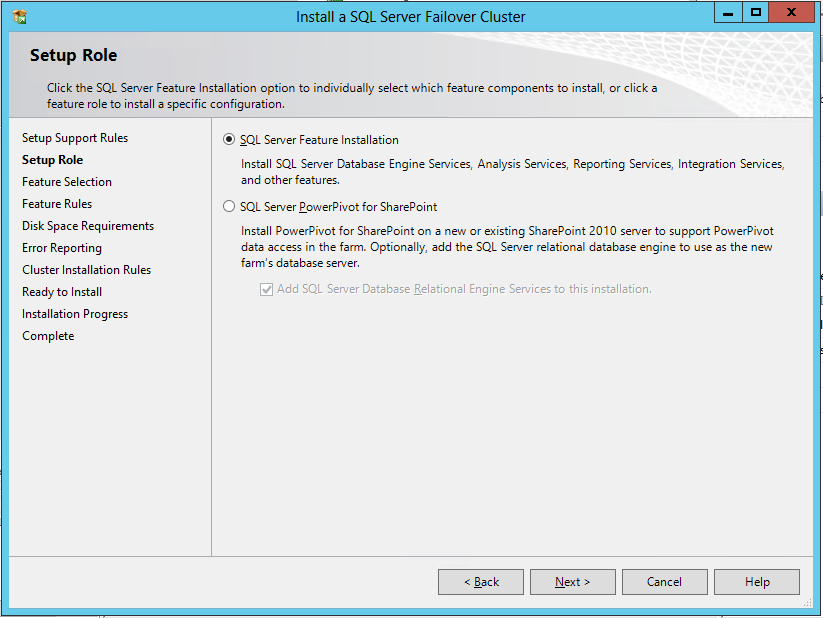 Install a SQL Server Failover Cluster
Setup Role
Click the SQL Server Feature Installation option to individually select which feature components to install, or click a
feature role to install a specific configuration.
Setup Support Rules
Setup Role
Feature Selection
Feature Rules
Disk Space Requirements
Error Reporting
Cluster Installation Rules
Ready to Install
Installation Progress
Complete
SQL Server Feature Installation
Install SQL Server Database Engine Services, Analysis Services, Reporting Services, Integration Services,
and other features.
SQL Server PowerPivot for SharePoint
Install PowerPivot for SharePoint on a new or existing SharePoint 2010 server to support PowerPivot
data access in the farm. Optionally, add the SQL Server relational database engine to use as the new
farm's database server.
Add SQL Server Database Relational Engine Services to this installation.
< Back
Next >
Cancel
Help